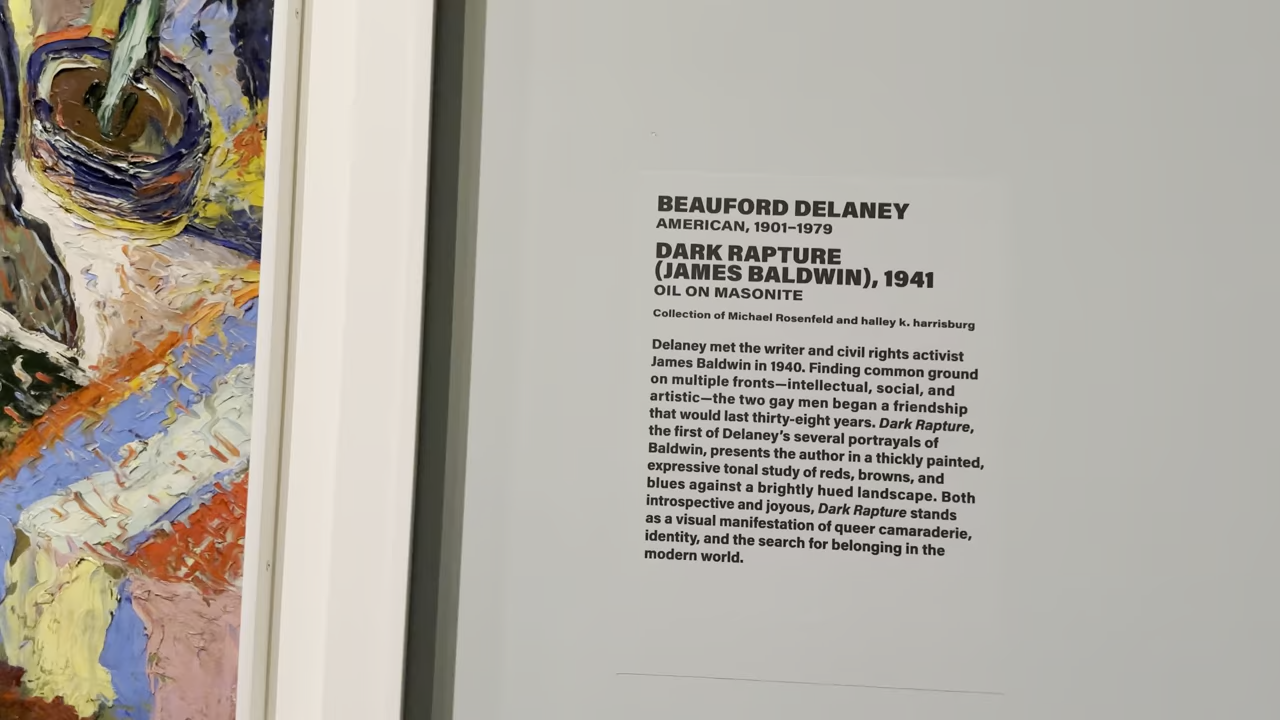 BEAUFORD DELANEY
AMERICAN, 1901–1979
DARK RAPTURE
(JAMES BALDWIN), 1941
OIL ON MASONITE
Collection of Michael Rosenfeld and halley k. harrisburg
Delaney met the writer and civil rights activist
James Baldwin in 1940. Finding common ground
on multiple fronts—intellectual, social, and
artistic—the two gay men began a friendship
that would last thirty-eight years. Dark Rapture,
the first of Delaney's several portrayals of
Baldwin, presents the author in a thickly painted,
expressive tonal study of reds, browns, and
blues against a brightly hued landscape. Both
introspective and joyous, Dark Rapture stands
as a visual manifestation of queer camaraderie,
identity, and the search for belonging in the
modern world.